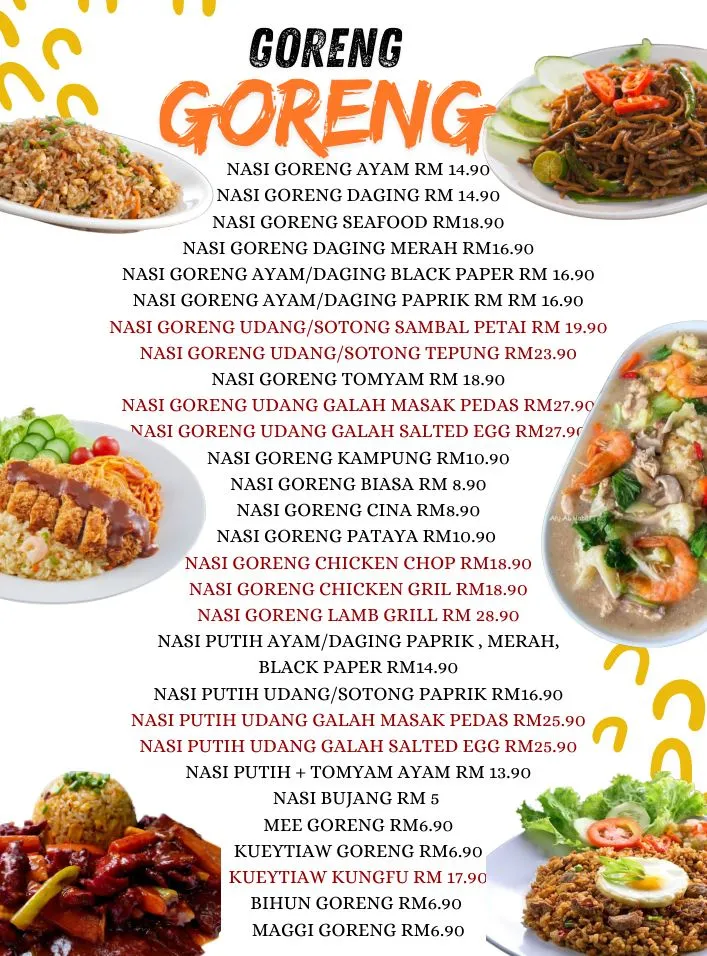 GORENG
GORENG
NASI GORENG AYAM RM 14.90
NASI GORENG DAGING RM 14.90
NASI GORENG SEAFOOD RM18.90
NASI GORENG DAGING MERAH RM16.90
NASI GORENG AYAM/DAGING BLACK PAPER RM 16.90
NASI GORENG AYAM/DAGING PAPRIK RM RM 16.90
NASI GORENG UDANG/SOTONG SAMBAL PETAI RM 19.90
NASI GORENG UDANG/SOTONG TEPUNG RM23.90
NASI GORENG TOMYAM RM 18.90
NASI GORENG UDANG GALAH MASAK PEDAS RM27.90
NASI GORENG UDANG GALAH SALTED EGG RM27.90
NASI GORENG KAMPUNG RM10.90
NASI GORENG BIASA RM 8.90
NASI GORENG CINA RM8.90
NASI GORENG PATAYA RM10.90
NASI GORENG CHICKEN CHOP RM18.90
NASI GORENG CHICKEN GRIL RM18.90
NASI GORENG LAMB GRILL RM 28.90
NASI PUTIH AYAM/DAGING PAPRIK , MERAH,
BLACK PAPER RM14.90
NASI PUTIH UDANG/SOTONG PAPRIK RM16.90
NASI PUTIH UDANG GALAH MASAK PEDAS RM25.90
NASI PUTIH UDANG GALAH SALTED EGG RM25.90
NASI PUTIH + TOMYAM AYAM RM 13.90
NASI BUJANG RM 5
MEE GORENG RM6.90
KUEYTIAW GORENG RM6.90
KUEYTIAW KUNGFU RM 17.90
BIHUN GORENG RM6.90
MAGGI GORENG RM6.90